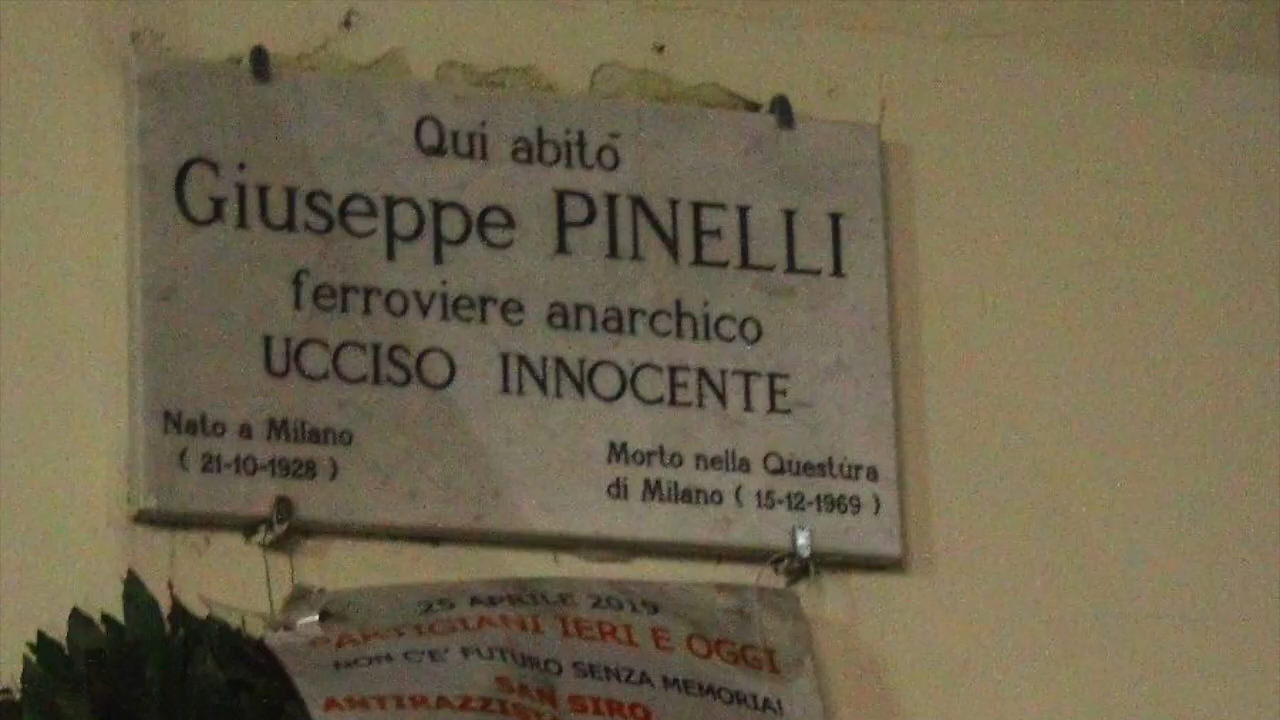 Qui abitò
Giuseppe PINELLI
ferroviere anarchico
UCCISO INNOCENTE
Nato a Milano
( 21-10-1928 )
Morto nella Questura
di Milano ( 15-12-1969 )
25 APRILE 2019
PARTIGIANI IERI E OGGI
NON C'E' FUTURO SENZA MEMORIA!
SAN SIRO